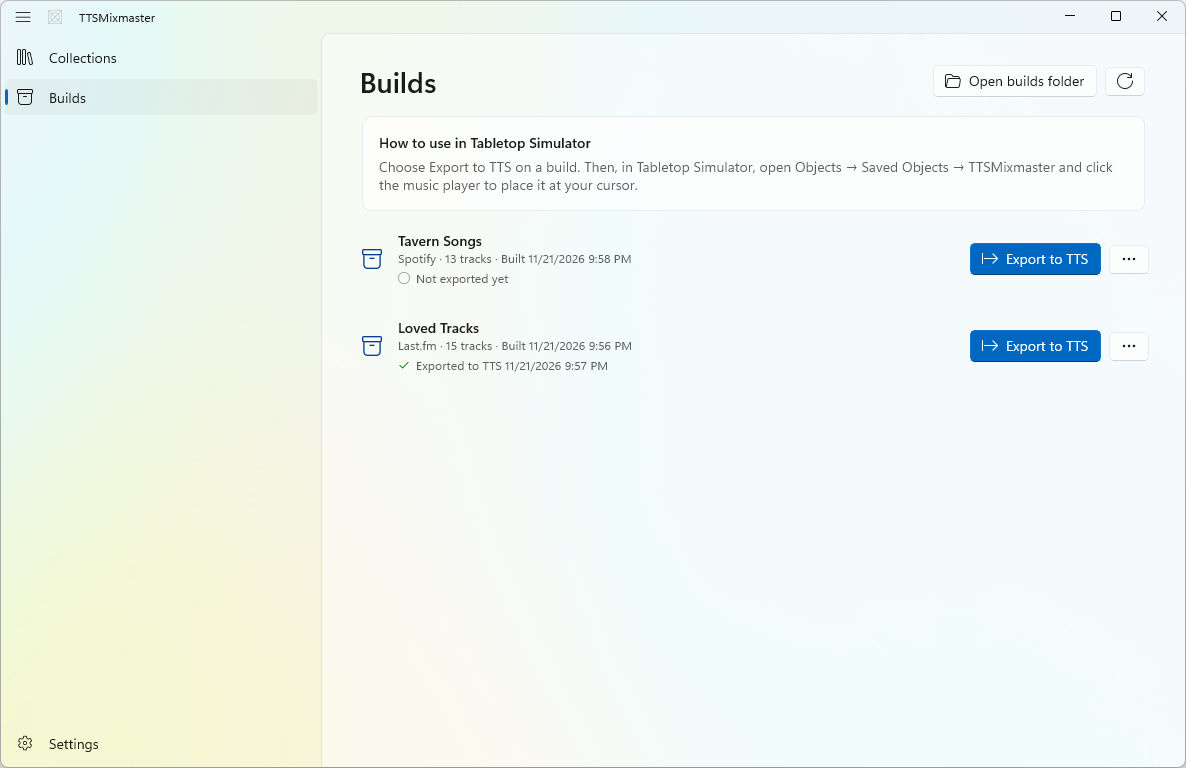 TTSMixmaster
Collections
Builds
Builds
Open builds folder
How to use in Tabletop Simulator
Choose Export to TTS on a build. Then, in Tabletop Simulator, open Objects → Saved Objects → TTSMixmaster and click
the music player to place it at your cursor.
Tavern Songs
Spotify · 13 tracks · Built 11/21/2026 9:58 PM
Not exported yet
Export to TTS
Loved Tracks
Last.fm · 15 tracks · Built 11/21/2026 9:56 PM
Exported to TTS 11/21/2026 9:57 PM
Export to TTS
Settings